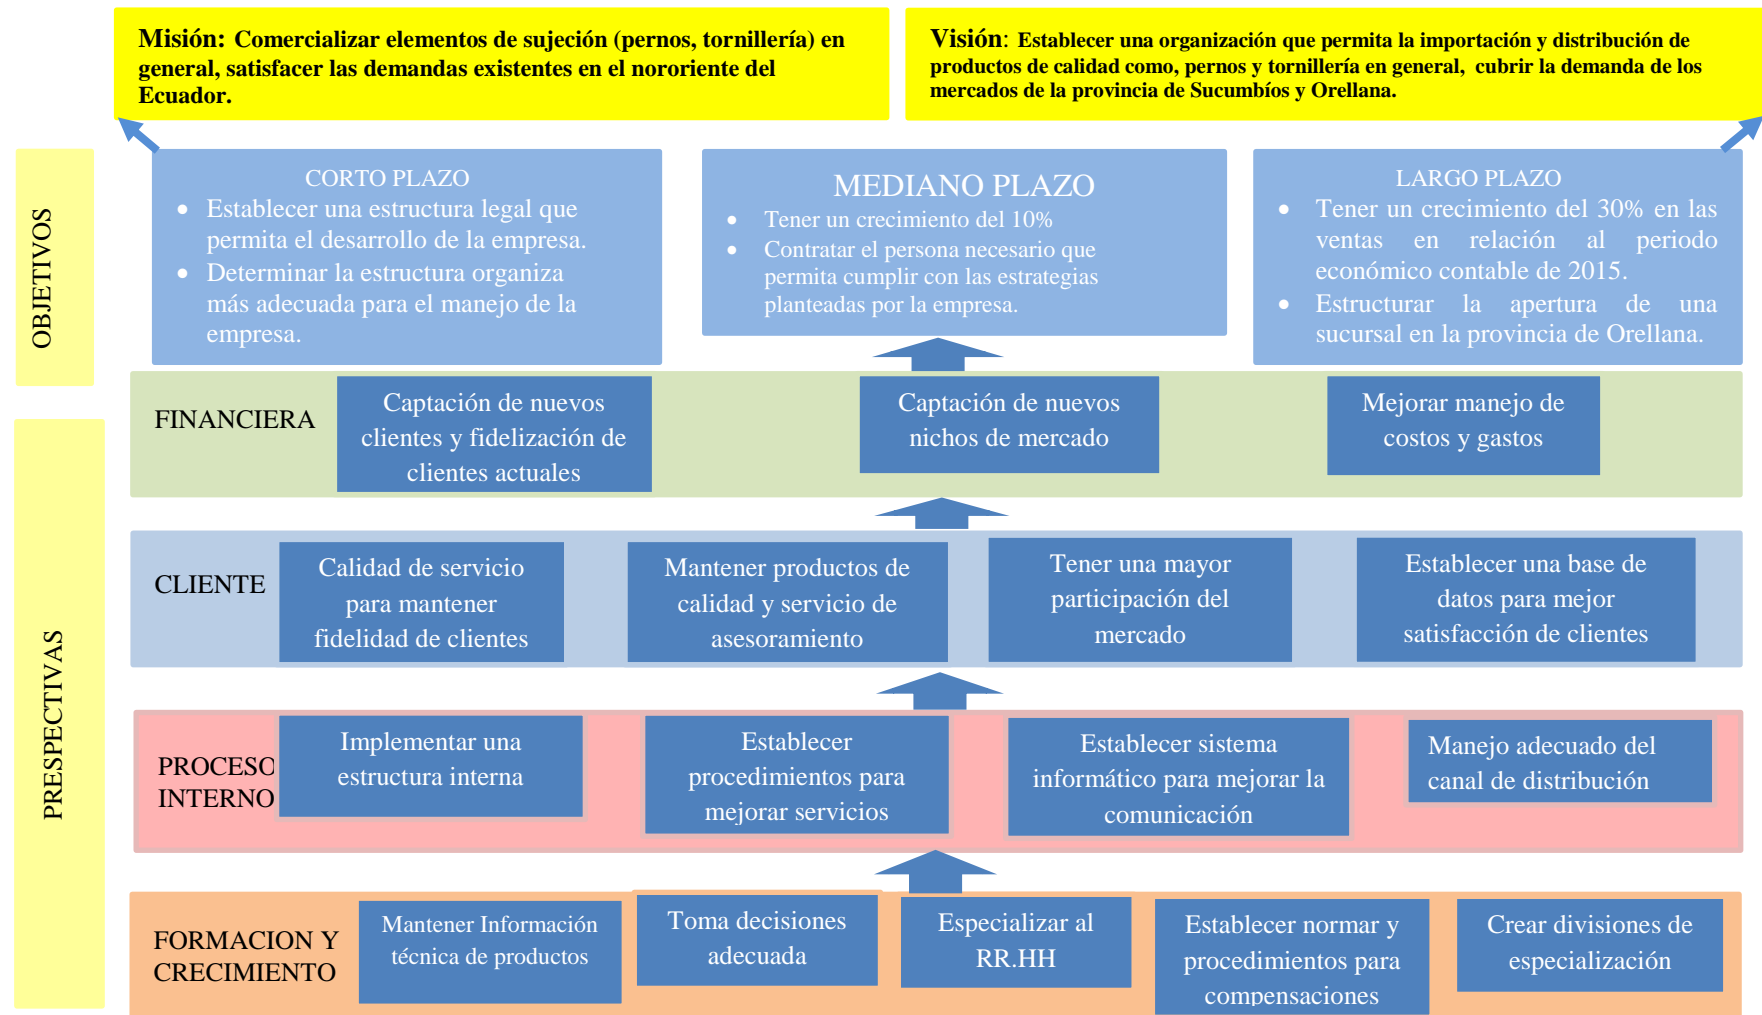 Misión: Comercializar elementos de sujeción (pernos, tornillería) en
general, satisfacer las demandas existentes en el nororiente del
Ecuador.
Visión: Establecer una organización que permita la importación y distribución de
productos de calidad como, pernos y tornillería en general, cubrir la demanda de los
mercados de la provincia de Sucumbíos y Orellana.
OBJETIVOS
CORTO PLAZO
• Establecer una estructura legal que
permita el desarrollo de la empresa.
• Determinar la estructura organiza
más adecuada para el manejo de la
empresa.
MEDIANO PLAZO
• Tener un crecimiento del 10%
• Contratar el persona necesario que
permita cumplir con las estrategias
planteadas por la empresa.
LARGO PLAZO
• Tener un crecimiento del 30% en las
ventas en relación al periodo
económico contable de 2015.
• Estructurar la apertura de una
sucursal en la provincia de Orellana.
PRESPECTIVAS
FINANCIERA
Captación de nuevos
clientes y fidelización de
clientes actuales
Captación de nuevos
nichos de mercado
Mejorar manejo de
costos y gastos
CLIENTE
Calidad de servicio
para mantener
fidelidad de clientes
Mantener productos de
calidad y servicio de
asesoramiento
Tener una mayor
participación del
mercado
Establecer una base de
datos para mejor
satisfacción de clientes
PROCESO
INTERNO
Implementar una
estructura interna
Establecer
procedimientos para
mejorar servicios
Establecer sistema
informático para mejorar la
comunicación
Manejo adecuado del
canal de distribución
FORMACION Y
CRECIMIENTO
Mantener Información
técnica de productos
Toma decisiones
adecuada
Especializar al
RR.HH
Establecer normar y
procedimientos para
compensaciones
Crear divisiones de
especialización